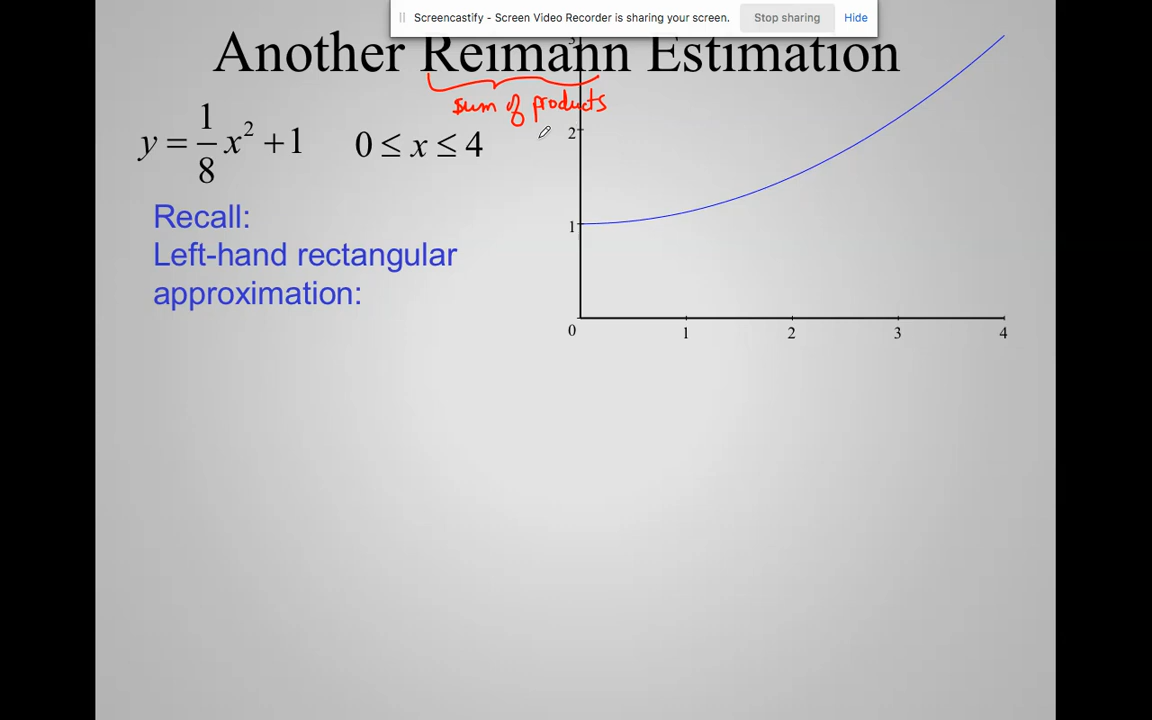 Screencastify - Screen Video Recorder is sharing your screen. Stop sharing Hide
Another Reimann Estimation
sum of products
y = 1/8 x² + 1 0 ≤ x ≤ 4
Recall:
Left-hand rectangular
approximation:
3
2
1
0 1 2 3 4